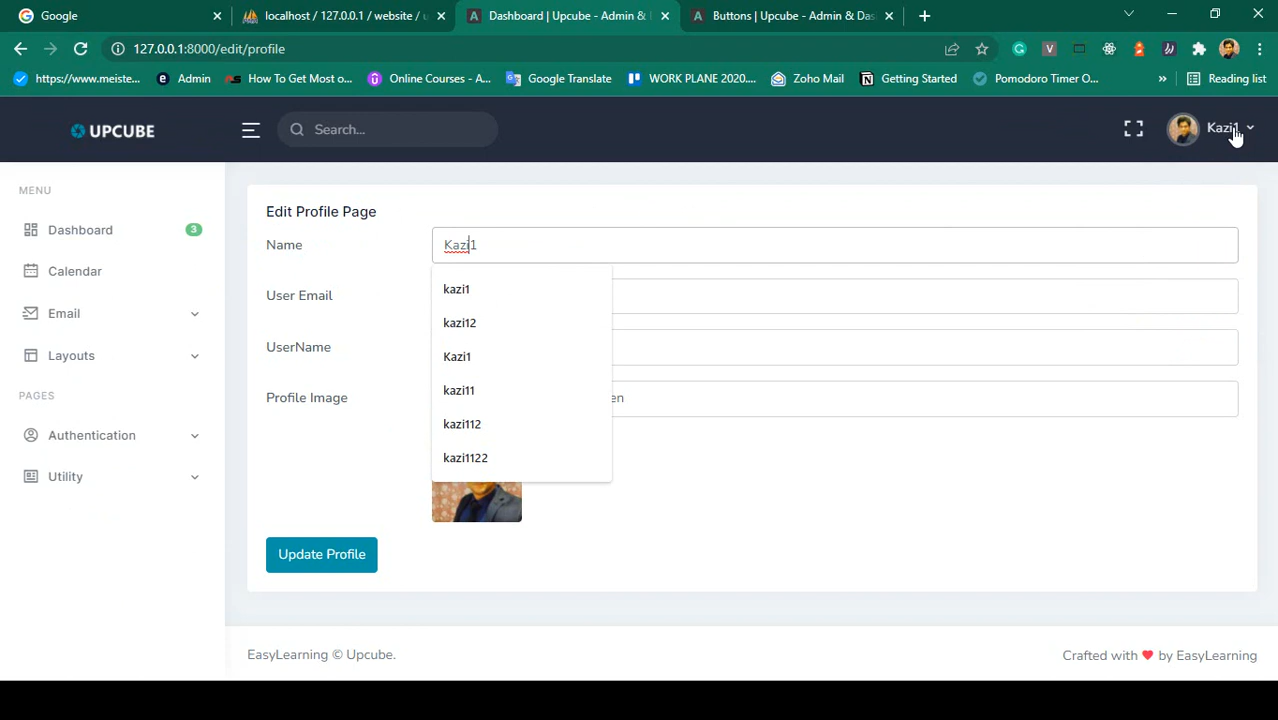 Google
localhost / 127.0.0.1 / website / u
Dashboard | Upcube - Admin &
Buttons | Upcube - Admin & Das
127.0.0.1:8000/edit/profile
https://www.meiste...
Admin
How To Get Most o...
Online Courses - A...
Google Translate
WORK PLANE 2020....
Zoho Mail
Getting Started
Pomodoro Timer O...
»
Reading list
UPCUBE
Search...
Kazi1
MENU
Dashboard 3
Calendar
Email
Layouts
PAGES
Authentication
Utility
Edit Profile Page
Name Kazi1
kazi1
User Email
kazi12
UserName
Kazi1
kazi11
Profile Image en
kazi112
kazi1122
Update Profile
EasyLearning © Upcube.
Crafted with ❤ by EasyLearning